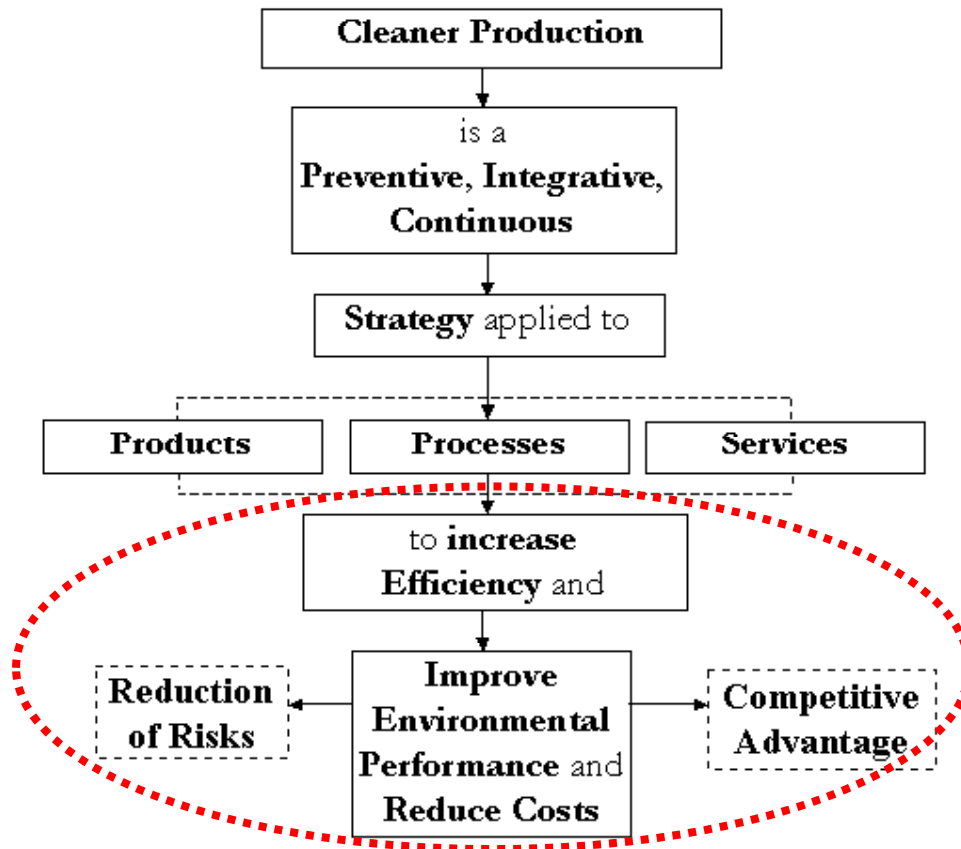 Cleaner Production
is a
Preventive, Integrative,
Continuous
Strategy applied to
Products
Processes
Services
to increase
Efficiency and
Reduction
of Risks
Improve
Environmental
Performance and
Reduce Costs
Competitive
Advantage